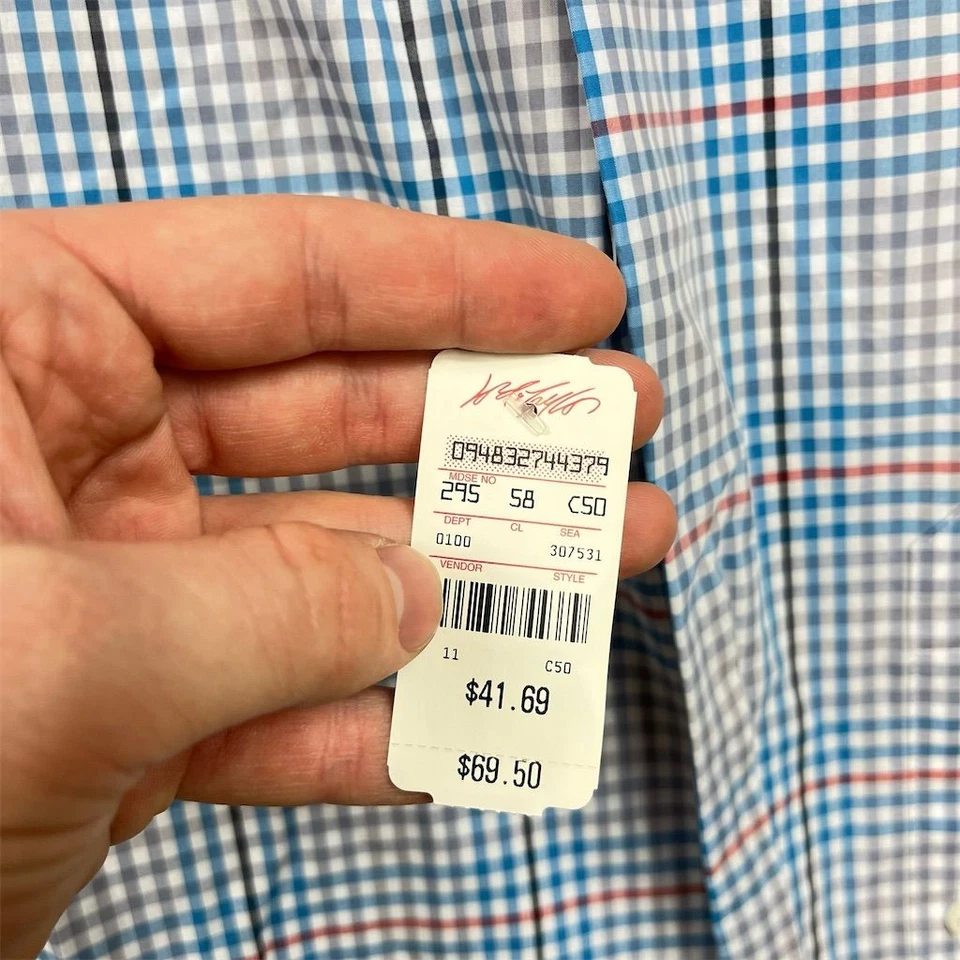 094832744379
MDSE NO
295 58 C50
DEPT CL SEA
0100 307531
VENDOR STYLE
11 C50
$41.69
$69.50